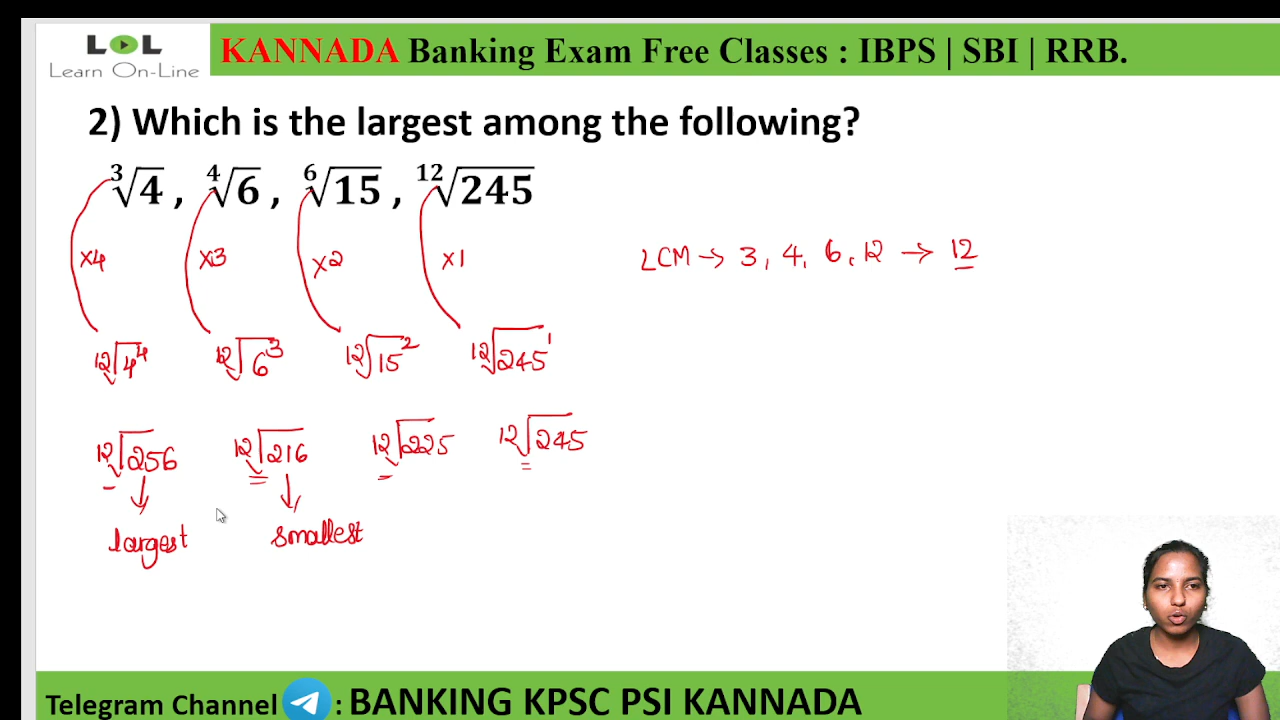 LOL
Learn On-Line
KANNADA Banking Exam Free Classes : IBPS | SBI | RRB.
2) Which is the largest among the following?
∛4 , ∜6 , ⁶√15 , ¹²√245
x4 x3 x2 x1
LCM → 3, 4, 6, 12 → 12
¹²√4⁴ ¹²√6³ ¹²√15² ¹²√245¹
¹²√256 ¹²√216 ¹²√225 ¹²√245
↓ ↓
largest smallest
Telegram Channel : BANKING KPSC PSI KANNADA